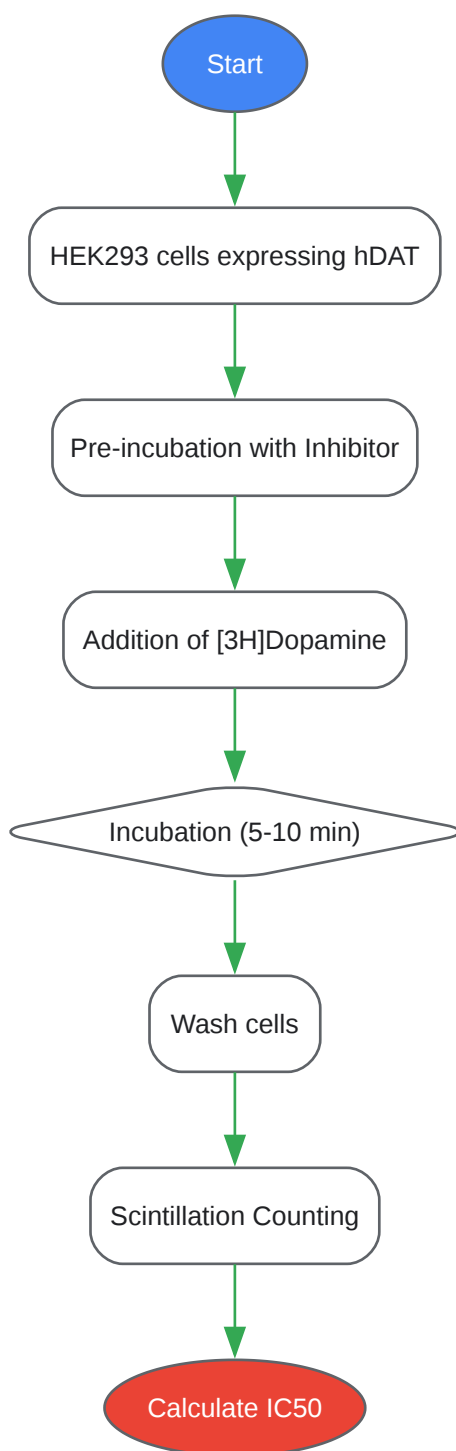 Start
HEK293 cells expressing hDAT
Pre-incubation with Inhibitor
Addition of [3H]Dopamine
Incubation (5-10 min)
Wash cells
Scintillation Counting
Calculate IC50